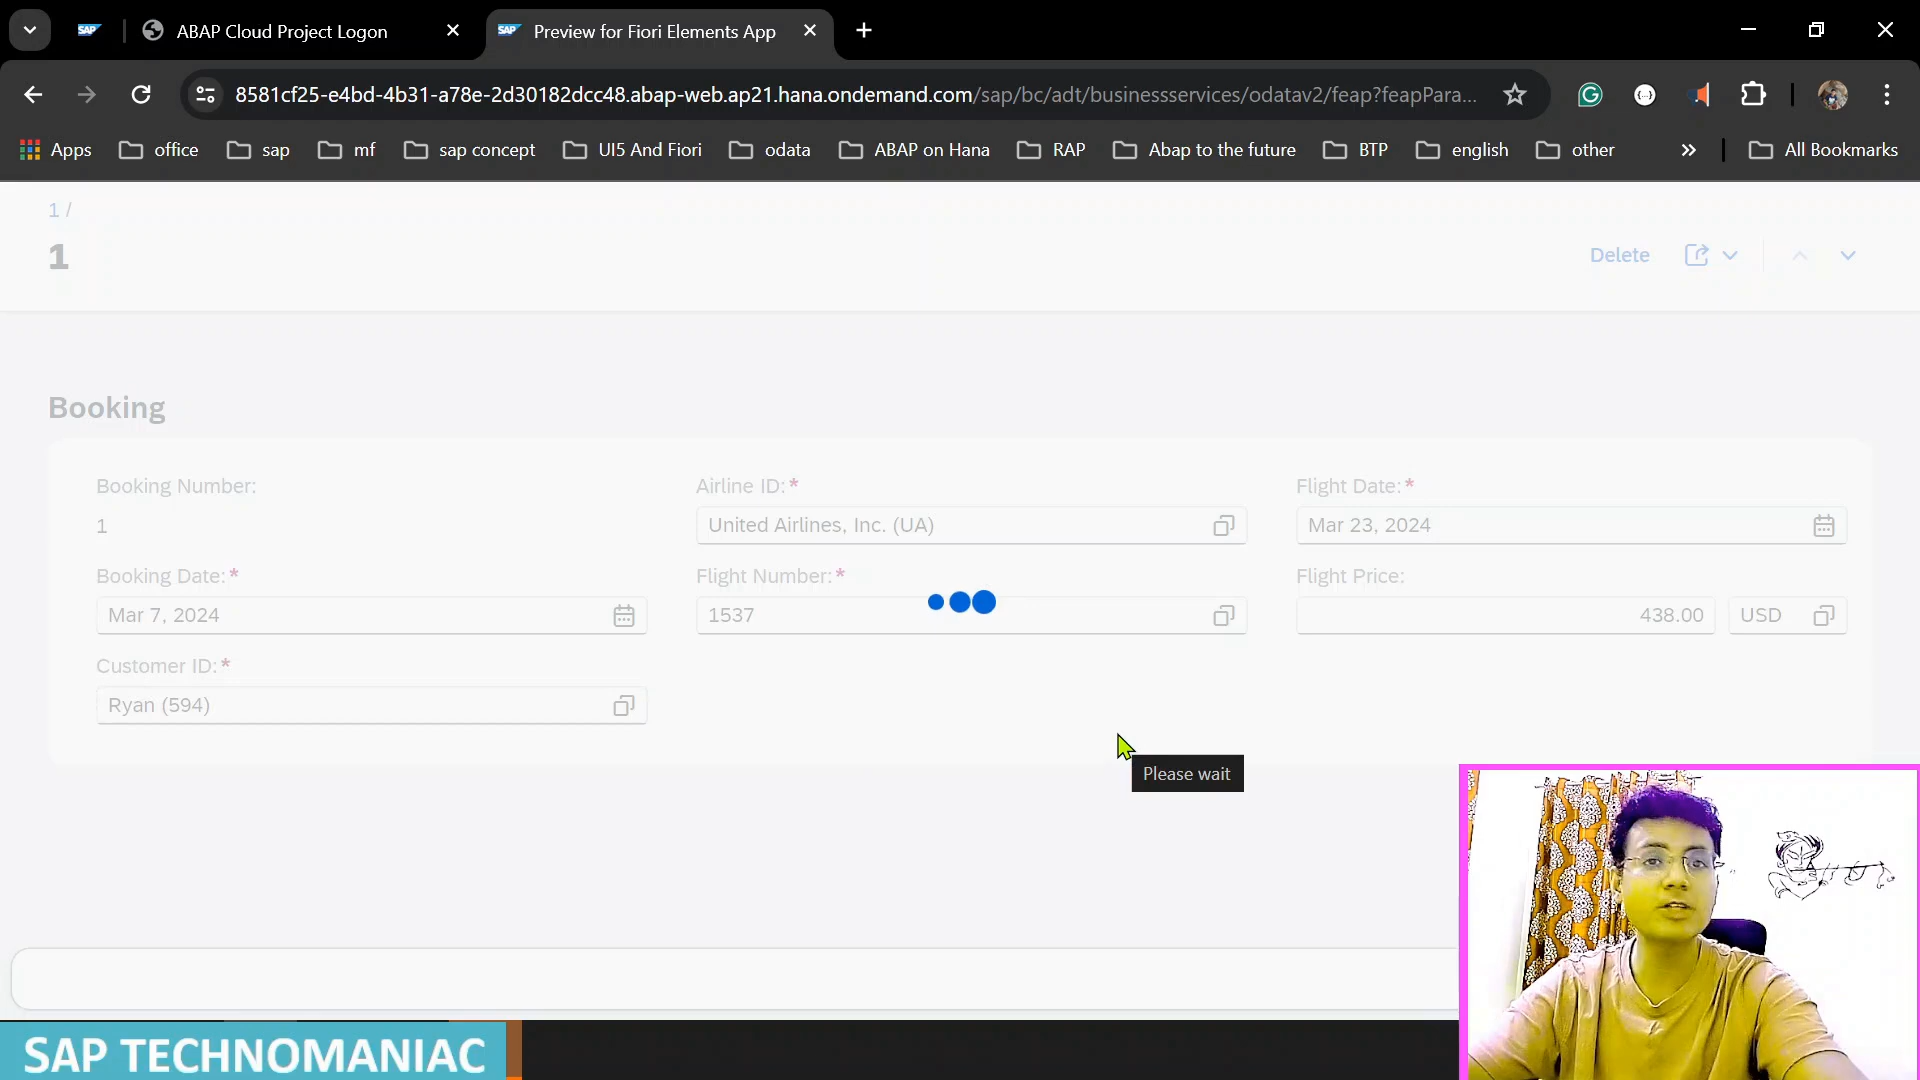 SAP
ABAP Cloud Project Logon
SAP
Preview for Fiori Elements App
8581cf25-e4bd-4b31-a78e-2d30182dcc48.abap-web.ap21.hana.ondemand.com/sap/bc/adt/businessservices/odatav2/feap?feapPara...
Apps
office
sap
mf
sap concept
UI5 And Fiori
odata
ABAP on Hana
RAP
Abap to the future
BTP
english
other
All Bookmarks
1 /
1
Delete
Booking
Booking Number:
1
Airline ID:*
United Airlines, Inc. (UA)
Flight Date:*
Mar 23, 2024
Booking Date:*
Mar 7, 2024
Flight Number:*
1537
Flight Price:
438.00
USD
Customer ID:*
Ryan (594)
Please wait
SAP TECHNOMANIAC